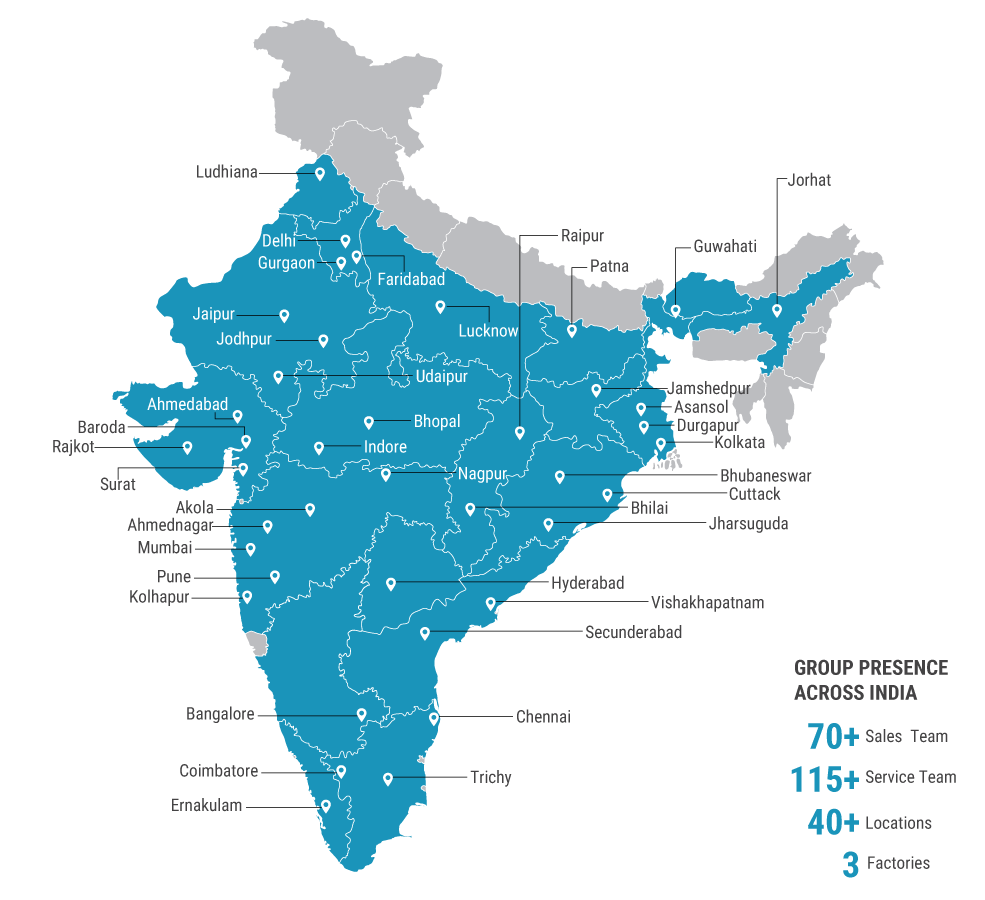 Ludhiana
Jorhat
Delhi
Gurgaon
Faridabad
Raipur
Guwahati
Patna
Jaipur
Lucknow
Jodhpur
Udaipur
Jamshedpur
Ahmedabad
Asansol
Baroda
Bhopal
Durgapur
Rajkot
Indore
Kolkata
Surat
Nagpur
Bhubaneswar
Cuttack
Akola
Bhilai
Ahmednagar
Jharsuguda
Mumbai
Pune
Hyderabad
Kolhapur
Vishakhapatnam
Secunderabad
GROUP PRESENCE
ACROSS INDIA
Bangalore
Chennai
70+ Sales Team
Coimbatore
Trichy
115+ Service Team
Ernakulam
40+ Locations
3 Factories